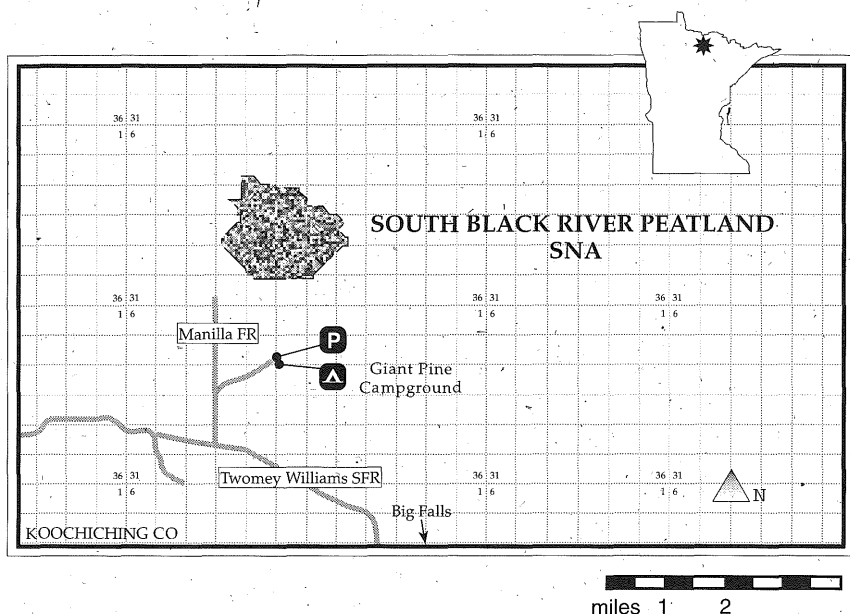 36 31
1 6
36 31
1 6
SOUTH BLACK RIVER PEATLAND
SNA
36 31
1 6
36 31
1 6
36 31
1 6
Manilla FR
P
Giant Pine
Campground
36 31
1 6
Twomey Williams SFR
36 31
1 6
36 31
1 6
N
Big Falls
KOOCHICHING CO
miles 1 2